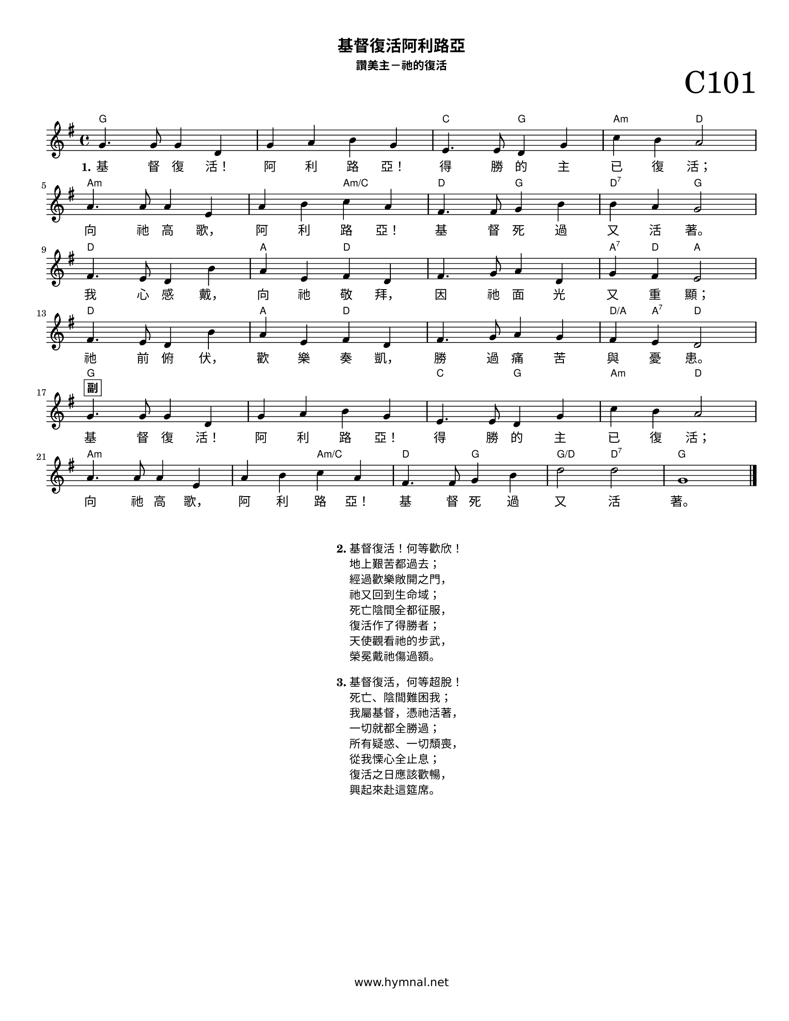 基督復活阿利路亞
讚美主－祂的復活
C101
G C G Am D
1. 基 督 復 活！ 阿 利 路 亞！ 得 勝 的 主 已 復 活；
5 Am Am/C D G D7 G
向 祂 高 歌， 阿 利 路 亞！ 基 督 死 過 又 活 著。
9 D A D A7 D A
我 心 感 戴， 向 祂 敬 拜， 因 祂 面 光 又 重 顯；
13 D A D D/A A7 D
祂 前 俯 伏， 歡 樂 奏 凱， 勝 過 痛 苦 與 憂 患。
G C G Am D
副
17
基 督 復 活！ 阿 利 路 亞！ 得 勝 的 主 已 復 活；
21 Am Am/C D G G/D D7 G
向 祂 高 歌， 阿 利 路 亞！ 基 督 死 過 又 活 著。
2. 基督復活！何等歡欣！
地上艱苦都過去；
經過歡樂敞開之門，
祂又回到生命域；
死亡陰間全都征服，
復活作了得勝者；
天使觀看祂的步武，
榮冕戴祂傷過額。
3. 基督復活，何等超脫！
死亡、陰間難困我；
我屬基督，憑祂活著，
一切就都全勝過；
所有疑惑、一切頹喪，
從我慄心全止息；
復活之日應該歡暢，
興起來赴這筵席。
www.hymnal.net